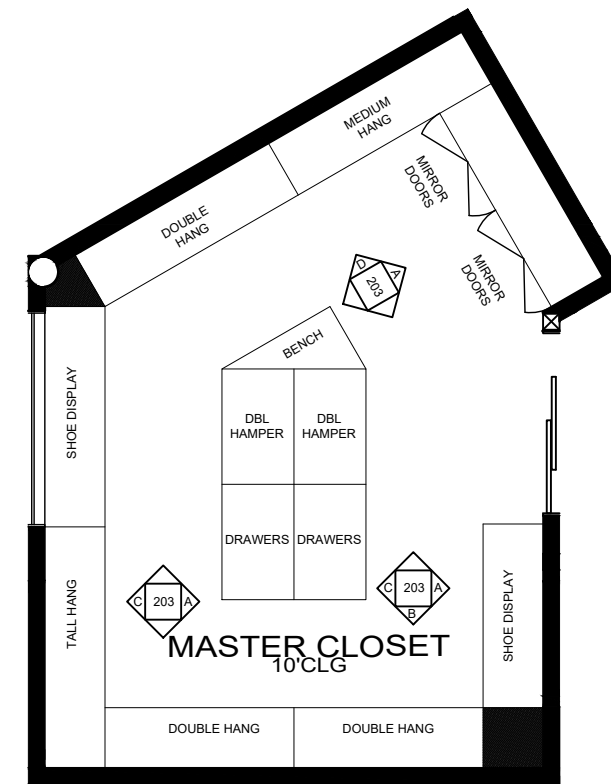 MEDIUM
HANG
DOUBLE
HANG
MIRROR
DOORS
MIRROR
DOORS
D A
203
BENCH
SHOE DISPLAY
DBL
HAMPER
DBL
HAMPER
DRAWERS
DRAWERS
TALL HANG
C 203 A
C 203 A
B
SHOE DISPLAY
MASTER CLOSET
10'CLG
DOUBLE HANG
DOUBLE HANG